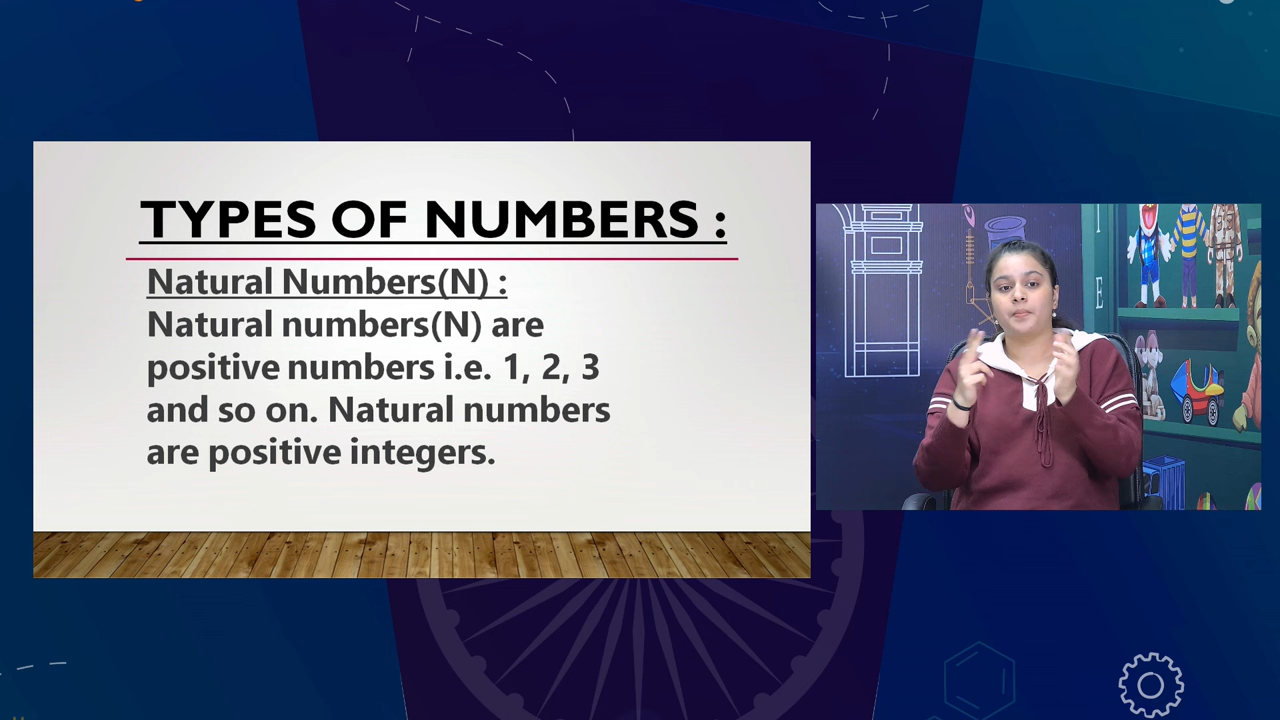 TYPES OF NUMBERS :
Natural Numbers(N) :
Natural numbers(N) are
positive numbers i.e. 1, 2, 3
and so on. Natural numbers
are positive integers.
I
E